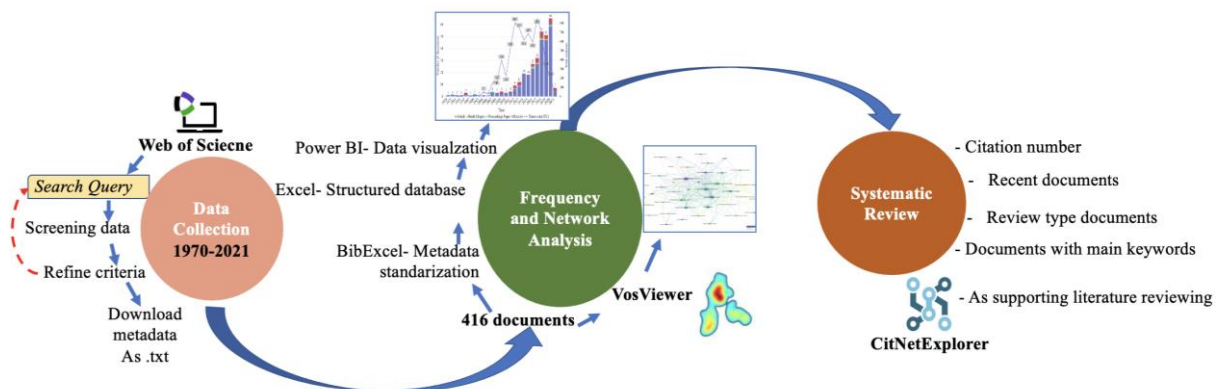 Web of Sciecne
Search Query
Screening data
Refine criteria
Download
metadata
As .txt
Data
Collection
1970-2021
Power BI- Data visualzation
Excel- Structured database
BibExcel- Metadata
standarization
416 documents
Frequency
and Network
Analysis
VosViewer
Systematic
Review
- Citation number
- Recent documents
- Review type documents
- Documents with main keywords
- As supporting literature reviewing
CitNetExplorer